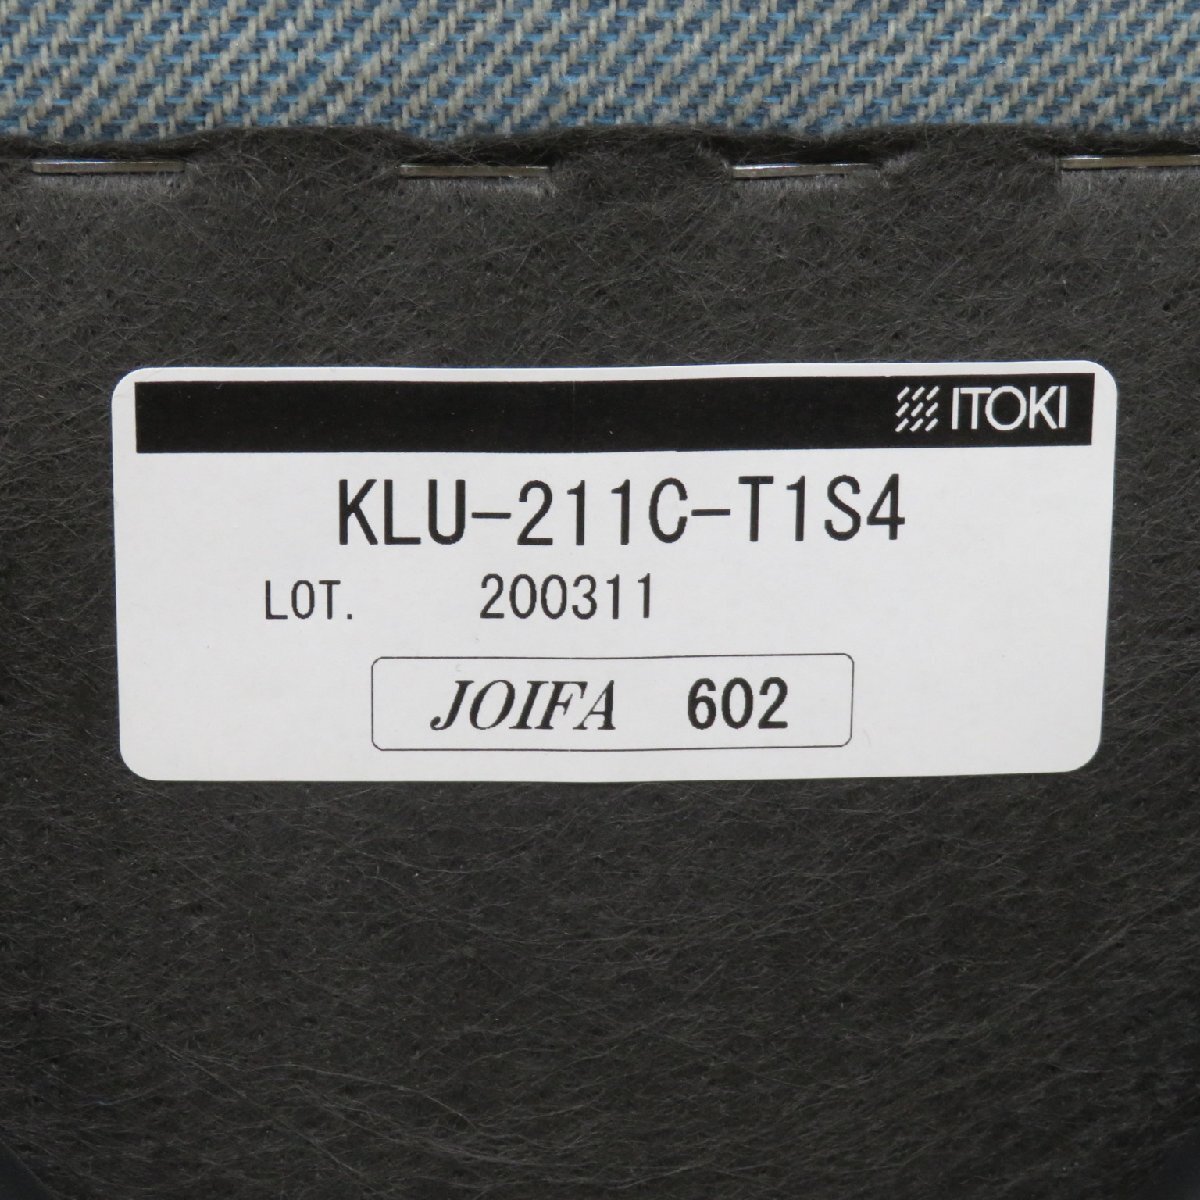 ITOKI
KLU-211C-T1S4
LOT. 200311
JOIFA 602